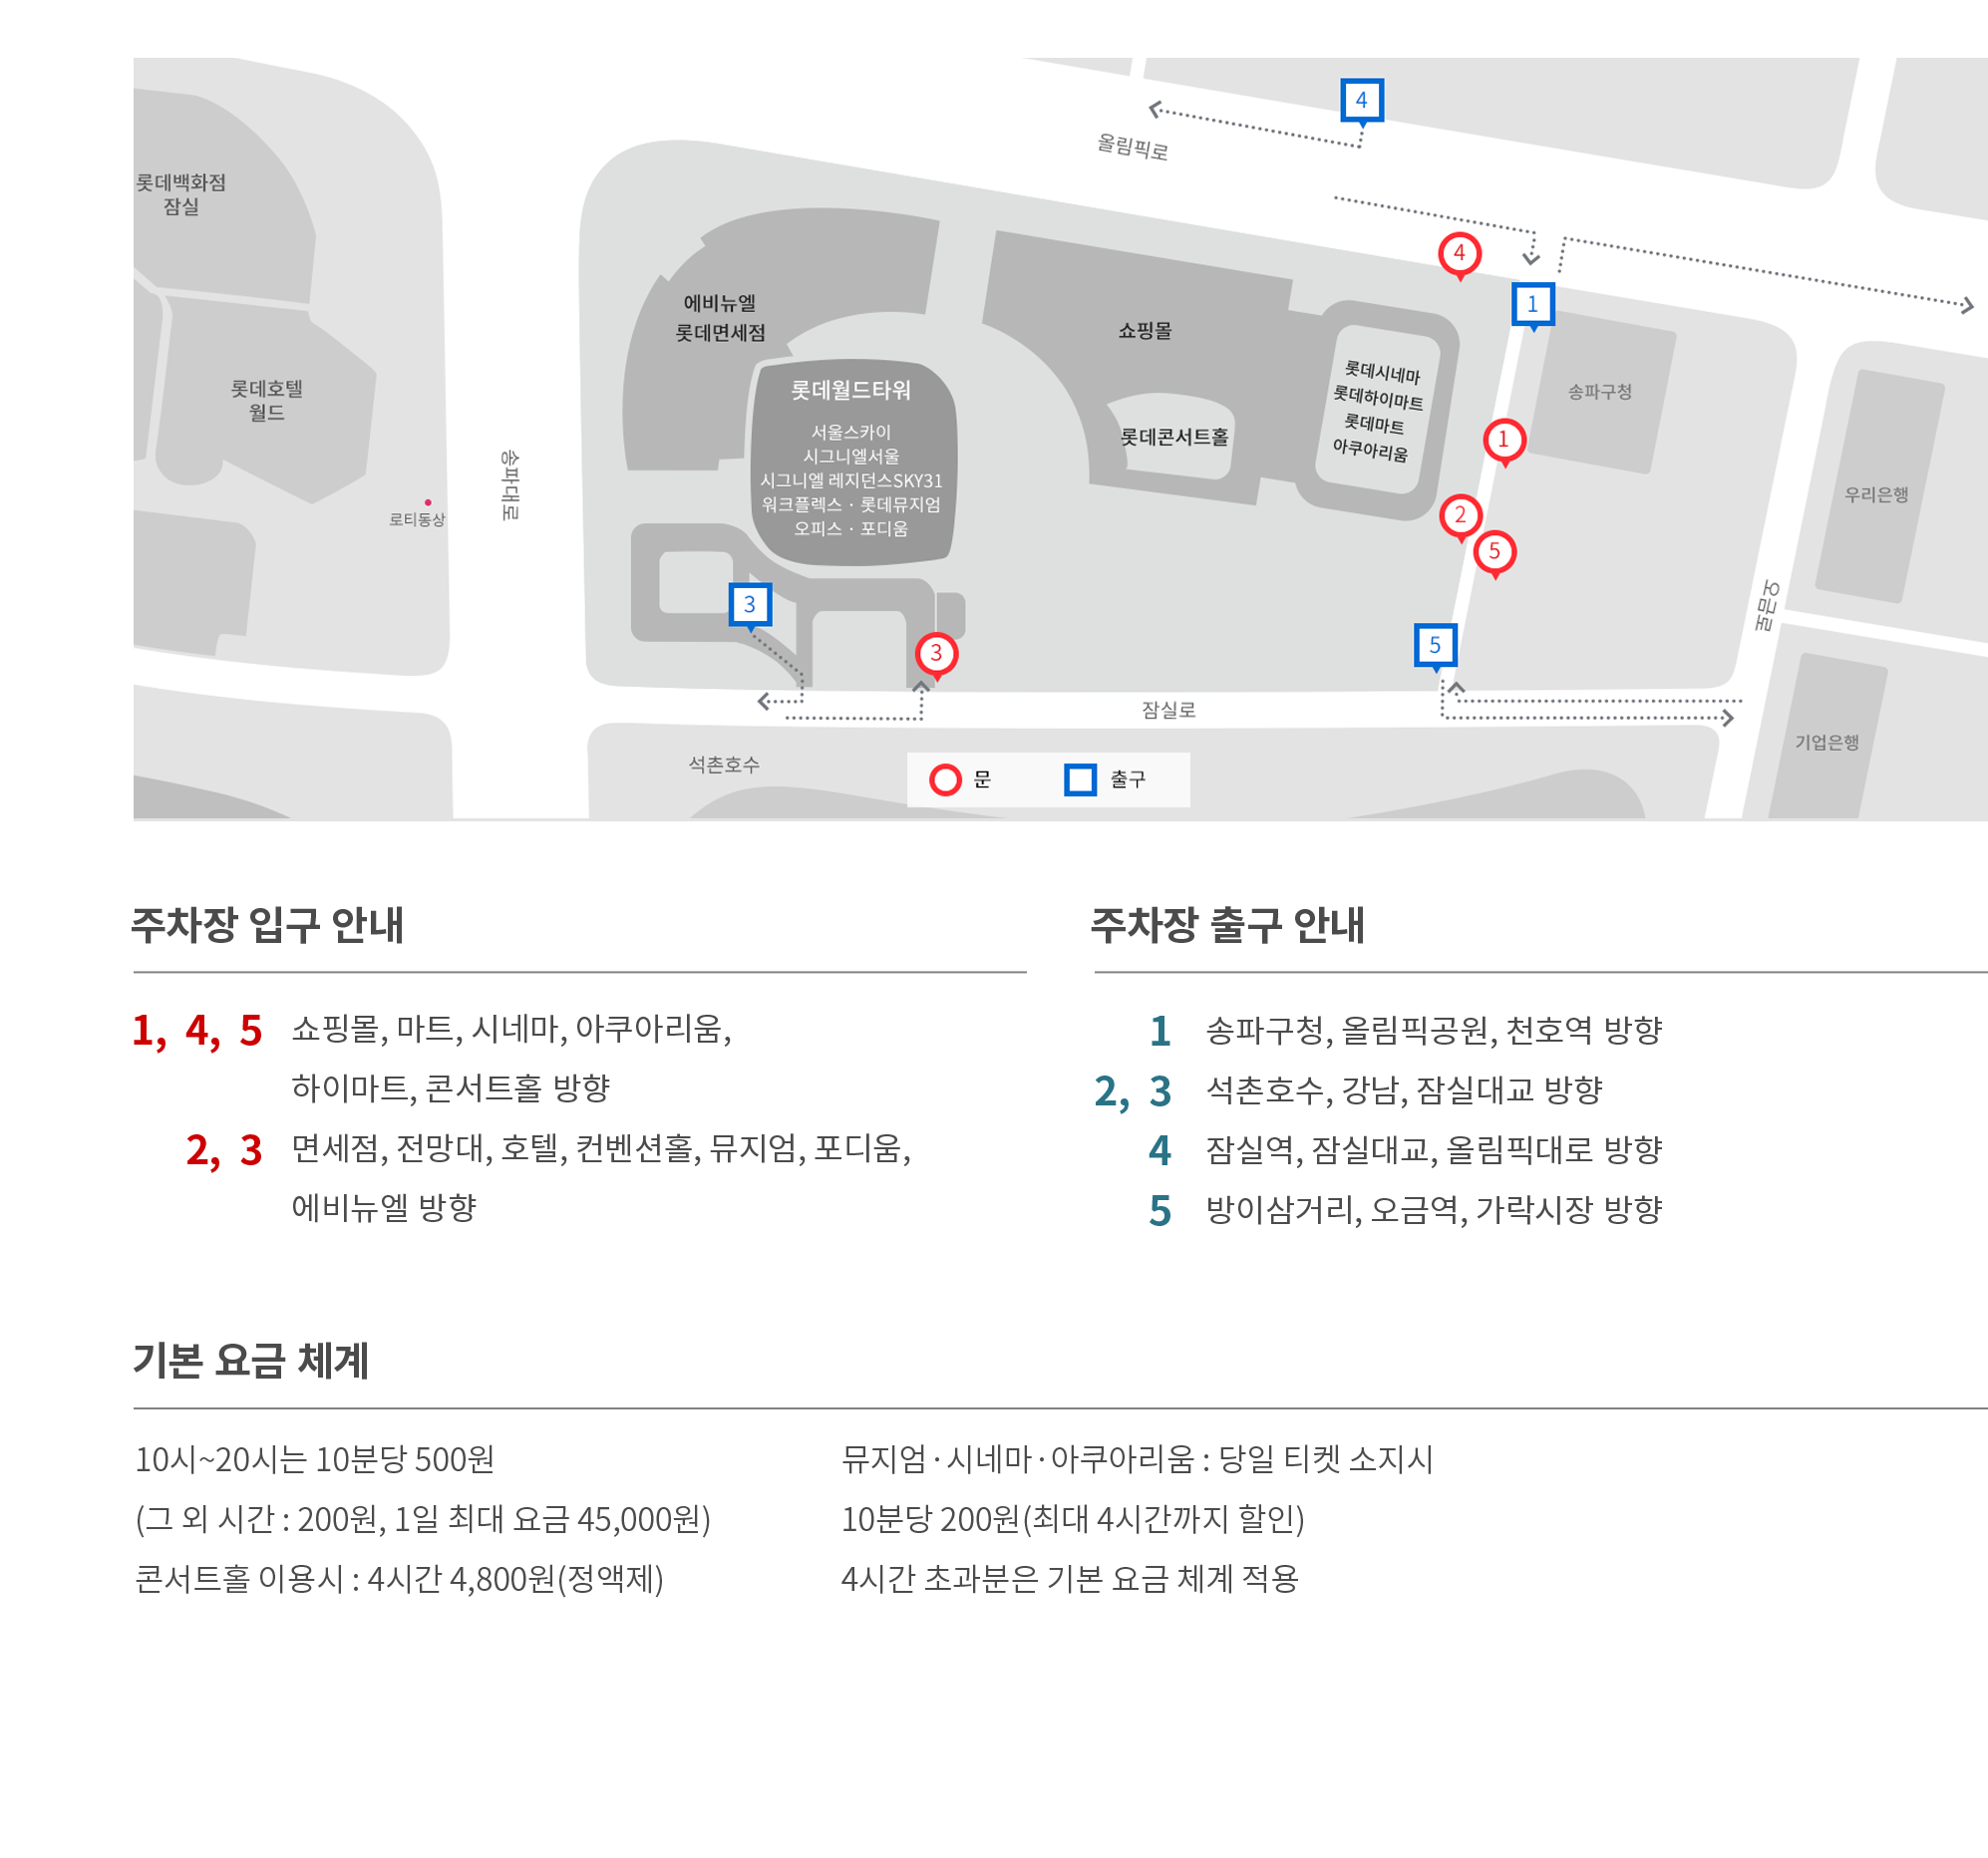 4
올림픽로
롯데백화점
잠실
4
1
에비뉴엘
롯데면세점
쇼핑몰
롯데시네마
롯데하이마트
롯데마트
아쿠아리움
송파구청
롯데호텔
월드
롯데월드타워
서울스카이
시그니엘서울
시그니엘 레지던스SKY31
워크플렉스 · 롯데뮤지엄
오피스 · 포디움
롯데콘서트홀
1
송파대로
로티동상
우리은행
2
5
오금로
3
3
5
잠실로
기업은행
석촌호수
문
출구
주차장 입구 안내
1, 4, 5 쇼핑몰, 마트, 시네마, 아쿠아리움,
하이마트, 콘서트홀 방향
2, 3 면세점, 전망대, 호텔, 컨벤션홀, 뮤지엄, 포디움,
에비뉴엘 방향
주차장 출구 안내
1 송파구청, 올림픽공원, 천호역 방향
2, 3 석촌호수, 강남, 잠실대교 방향
4 잠실역, 잠실대교, 올림픽대로 방향
5 방이삼거리, 오금역, 가락시장 방향
기본 요금 체계
10시~20시는 10분당 500원
(그 외 시간 : 200원, 1일 최대 요금 45,000원)
콘서트홀 이용시 : 4시간 4,800원(정액제)
뮤지엄·시네마·아쿠아리움 : 당일 티켓 소지시
10분당 200원(최대 4시간까지 할인)
4시간 초과분은 기본 요금 체계 적용